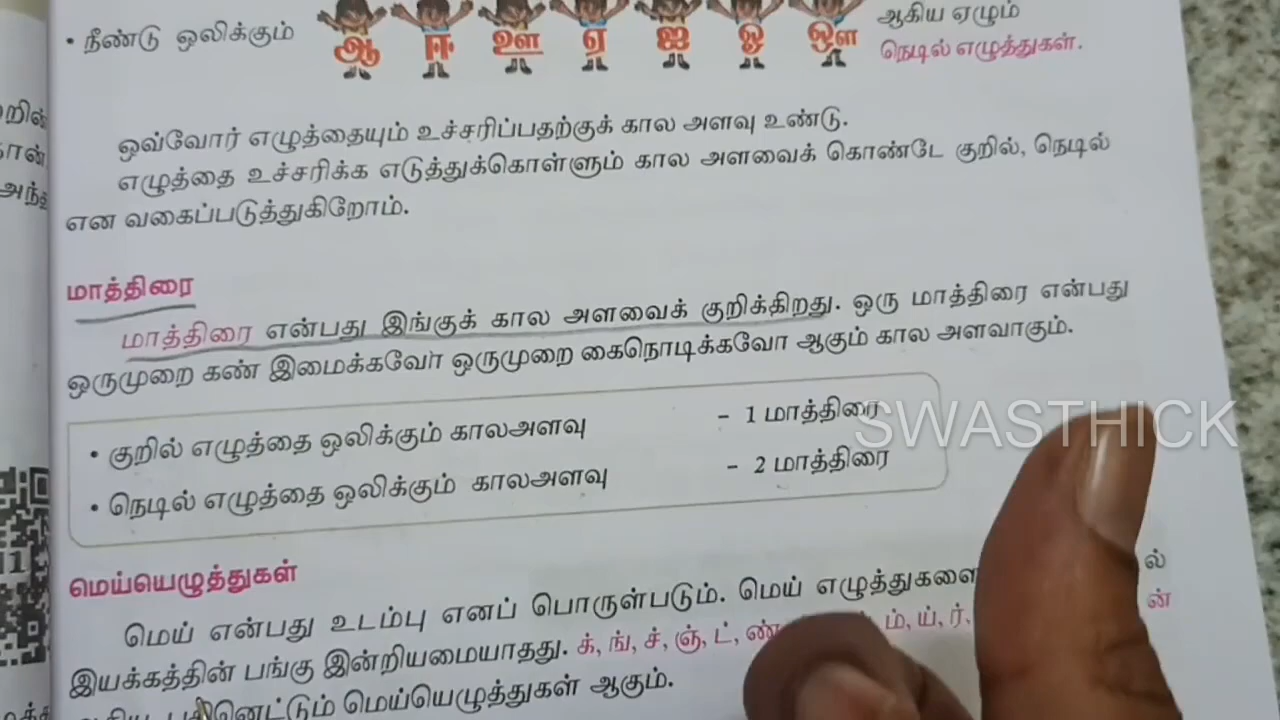 • நீண்டு ஒலிக்கும் ஆ ஈ ஊ ஏ ஐ ஓ ஔ ஆகிய ஏழும்
நெடில் எழுத்துகள்.
ஒவ்வோர் எழுத்தையும் உச்சரிப்பதற்குக் கால அளவு உண்டு.
எழுத்தை உச்சரிக்க எடுத்துக்கொள்ளும் கால அளவைக் கொண்டே குறில், நெடில்
என வகைப்படுத்துகிறோம்.
மாத்திரை
மாத்திரை என்பது இங்குக் கால அளவைக் குறிக்கிறது. ஒரு மாத்திரை என்பது
ஒருமுறை கண் இமைக்கவோ ஒருமுறை கைநொடிக்கவோ ஆகும் கால அளவாகும்.
• குறில் எழுத்தை ஒலிக்கும் காலஅளவு – 1 மாத்திரை
• நெடில் எழுத்தை ஒலிக்கும் காலஅளவு – 2 மாத்திரை
SWASTHICK
மெய்யெழுத்துகள்
மெய் என்பது உடம்பு எனப் பொருள்படும். மெய் எழுத்துகளை
இயக்கத்தின் பங்கு இன்றியமையாதது. க், ங், ச், ஞ், ட், ண் ம், ய், ர்,
மெய்யெழுத்துகள் ஆகும்.